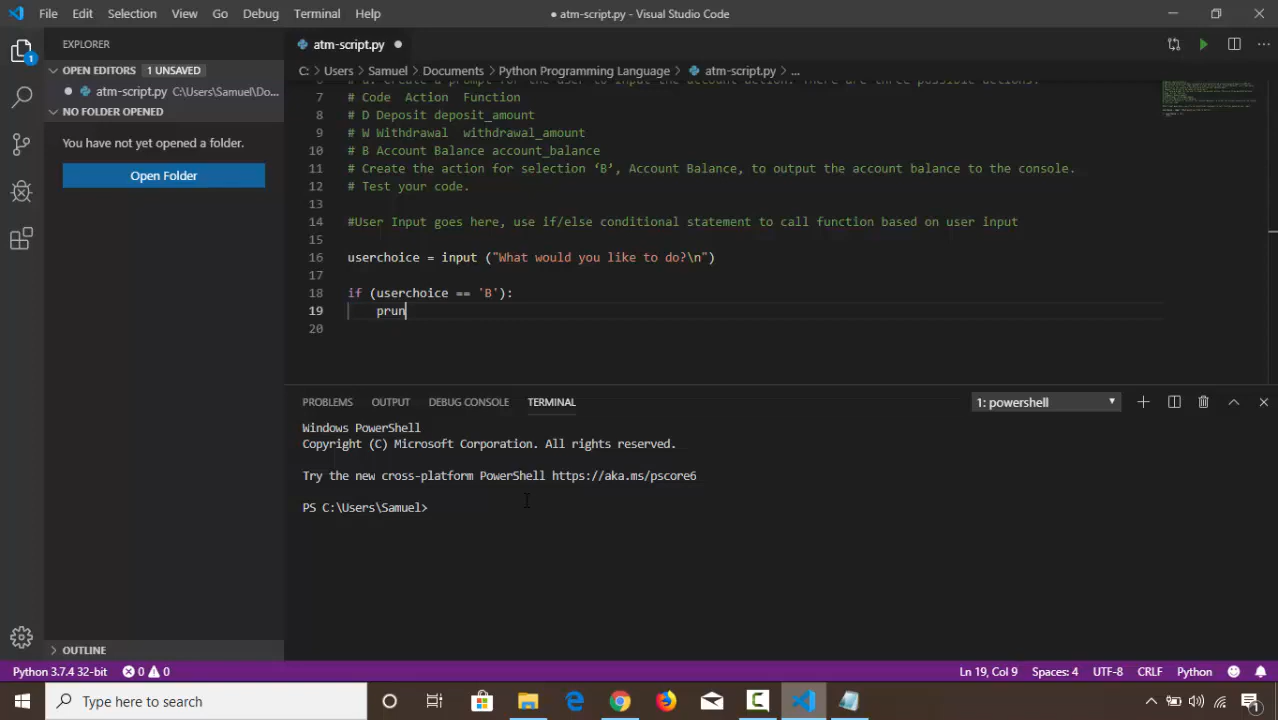 File Edit Selection View Go Debug Terminal Help
● atm-script.py - Visual Studio Code
EXPLORER
OPEN EDITORS 1 UNSAVED
● atm-script.py C:\Users\Samuel\Do...
NO FOLDER OPENED
You have not yet opened a folder.
Open Folder
OUTLINE
1
atm-script.py ●
C: > Users > Samuel > Documents > Python Programming Language > atm-script.py > ...
7 # Code Action Function
8 # D Deposit deposit_amount
9 # W Withdrawal withdrawal_amount
10 # B Account Balance account_balance
11 # Create the action for selection ‘B’, Account Balance, to output the account balance to the console.
12 # Test your code.
13
14 #User Input goes here, use if/else conditional statement to call function based on user input
15
16 userchoice = input ("What would you like to do?\n")
17
18 if (userchoice == 'B'):
19 prun
20
PROBLEMS OUTPUT DEBUG CONSOLE TERMINAL
1: powershell
Windows PowerShell
Copyright (C) Microsoft Corporation. All rights reserved.
Try the new cross-platform PowerShell https://aka.ms/pscore6
PS C:\Users\Samuel>
Python 3.7.4 32-bit 0 0
Ln 19, Col 9 Spaces: 4 UTF-8 CRLF Python
Type here to search
1